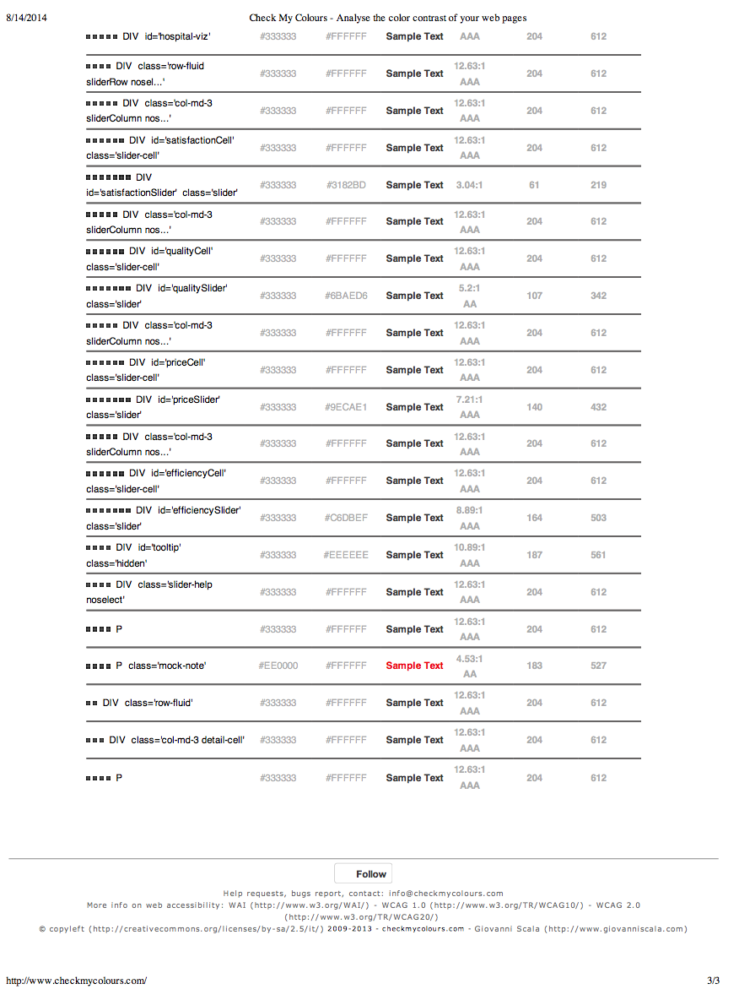 8/14/2014 Check My Colours - Analyse the color contrast of your web pages
DIV id='hospital-viz' #333333 #FFFFFF Sample Text AAA 204 612
DIV class='row-fluid 12.63:1
#333333 #FFFFFF Sample Text 204 612
sliderRow nosel...' AAA
DIV class='col-md-3 12.63:1
#333333 #FFFFFF Sample Text 204 612
sliderColumn nos...' AAA
DIV id='satisfactionCell' 12.63:1
#333333 #FFFFFF Sample Text 204 612
class='slider-cell' AAA
DIV
#333333 #3182BD Sample Text 3.04:1 61 219
id='satisfactionSlider' class='slider'
DIV class='col-md-3 12.63:1
#333333 #FFFFFF Sample Text 204 612
sliderColumn nos...' AAA
DIV id='qualityCell' 12.63:1
#333333 #FFFFFF Sample Text 204 612
class='slider-cell' AAA
DIV id='qualitySlider' 5.2:1
#333333 #6BAED6 Sample Text 107 342
class='slider' AA
DIV class='col-md-3 12.63:1
#333333 #FFFFFF Sample Text 204 612
sliderColumn nos...' AAA
DIV id='priceCell' 12.63:1
#333333 #FFFFFF Sample Text 204 612
class='slider-cell' AAA
DIV id='priceSlider' 7.21:1
#333333 #9ECAE1 Sample Text 140 432
class='slider' AAA
DIV class='col-md-3 12.63:1
#333333 #FFFFFF Sample Text 204 612
sliderColumn nos...' AAA
DIV id='efficiencyCell' 12.63:1
#333333 #FFFFFF Sample Text 204 612
class='slider-cell' AAA
DIV id='efficiencySlider' 8.89:1
#333333 #C6DBEF Sample Text 164 503
class='slider' AAA
DIV id='tooltip' 10.89:1
#333333 #EEEEEE Sample Text 187 561
class='hidden' AAA
DIV class='slider-help 12.63:1
#333333 #FFFFFF Sample Text 204 612
noselect' AAA
12.63:1
P #333333 #FFFFFF Sample Text 204 612
AAA
4.53:1
P class='mock-note' #EE0000 #FFFFFF Sample Text 183 527
AA
12.63:1
DIV class='row-fluid' #333333 #FFFFFF Sample Text 204 612
AAA
12.63:1
DIV class='col-md-3 detail-cell' #333333 #FFFFFF Sample Text 204 612
AAA
12.63:1
P #333333 #FFFFFF Sample Text 204 612
AAA
Follow
Help requests, bugs report, contact: info@checkmycolours.com
More info on web accessibility: WAI (http://www.w3.org/WAI/) - WCAG 1.0 (http://www.w3.org/TR/WCAG10/) - WCAG 2.0
(http://www.w3.org/TR/WCAG20/)
© copyleft (http://creativecommons.org/licenses/by-sa/2.5/it/) 2009-2013 - checkmycolours.com - Giovanni Scala (http://www.giovanniscala.com)
http://www.checkmycolours.com/ 3/3